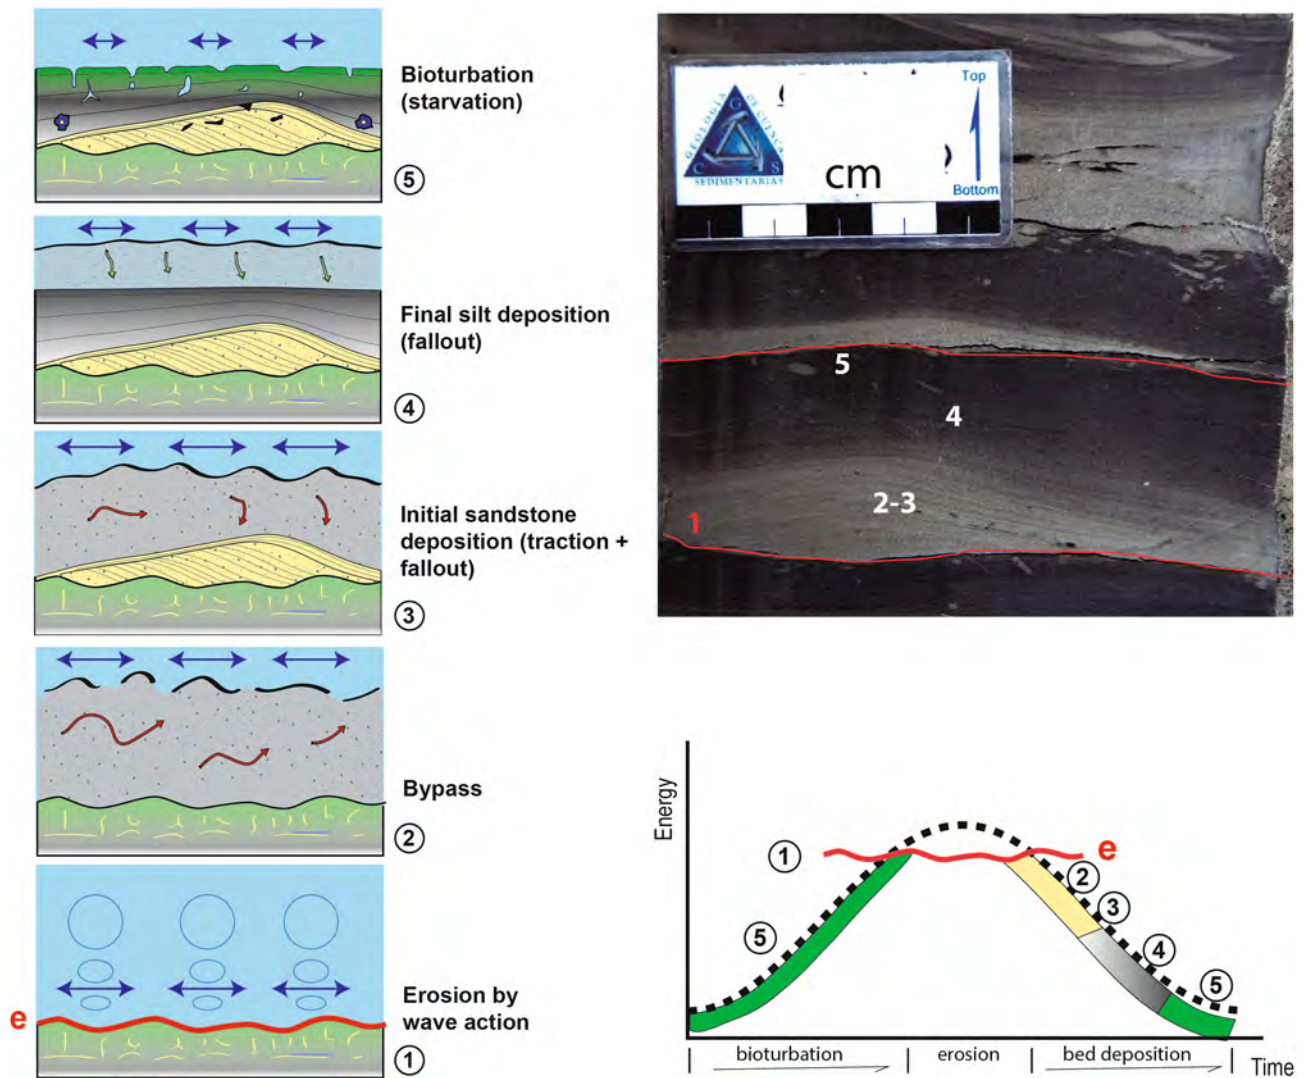 Bioturbation
(starvation)
5
Final silt deposition
(fallout)
4
Initial sandstone
deposition (traction +
fallout)
3
Bypass
2
e
Erosion by
wave action
1
GEOLOGÍA
DE CUENCAS
SEDIMENTARIAS
G
C
S
cm
Top
Bottom
5
4
2-3
1
Energy
1
e
2
3
5
4
5
bioturbation
erosion
bed deposition
Time